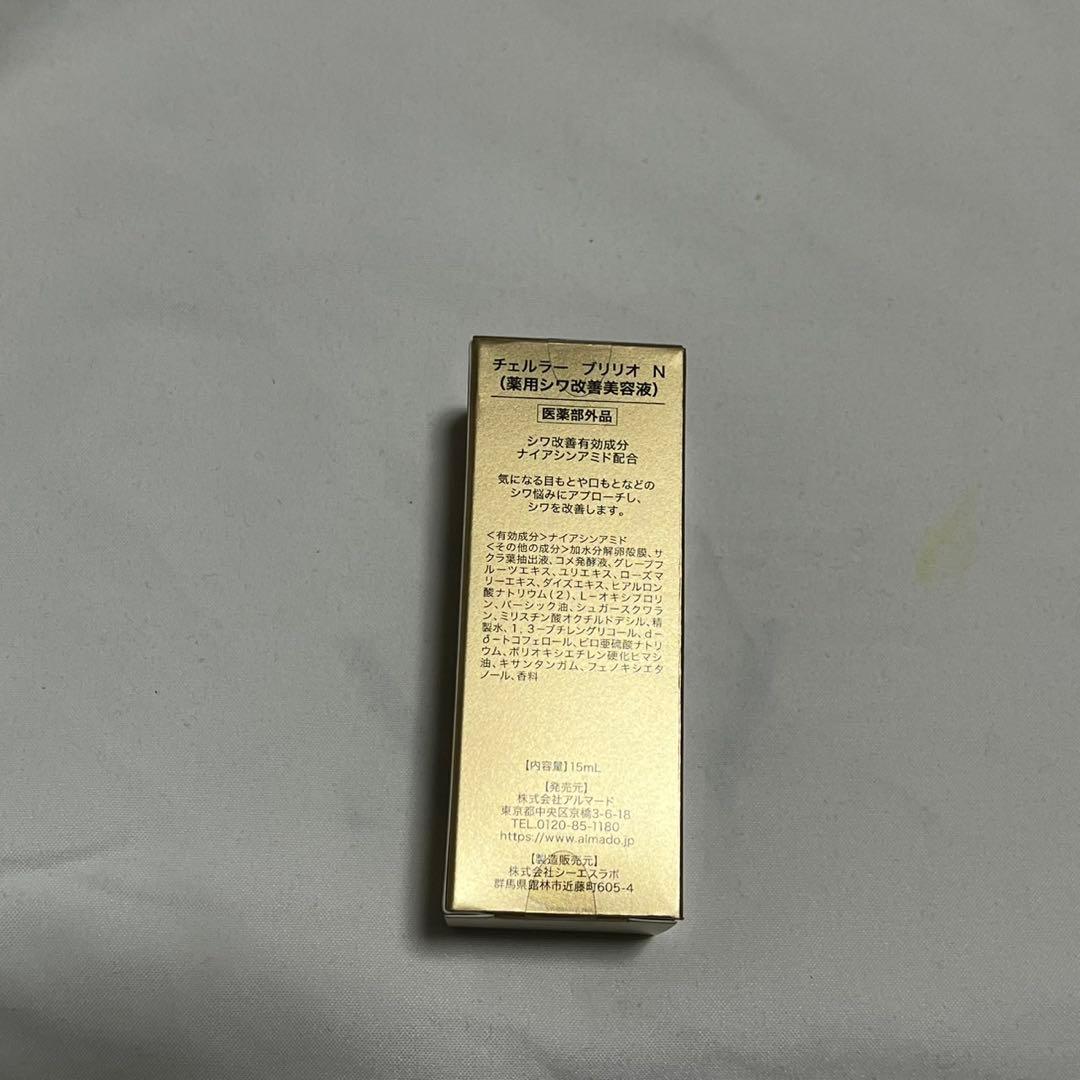 チェルラー ブリリオ N
(薬用シワ改善美容液)
医薬部外品
シワ改善有効成分
ナイアシンアミド配合
気になる目もとや口もとなどの
シワ悩みにアプローチし、
シワを改善します。
<有効成分>ナイアシンアミド
<その他の成分>加水分解卵殻膜、サ
クラ葉抽出液、コメ発酵液、グレープフ
ルーツエキス、ユリエキス、ローズマ
リーエキス、ダイズエキス、ヒアルロン
酸ナトリウム(2)、L-オキシプロリ
ン、パーシック油、シュガースクワラ
ン、ミリスチン酸オクチルドデシル、精
製水、1,3-ブチレングリコール、d-
δ-トコフェロール、ピロ亜硫酸ナトリ
ウム、ポリオキシエチレン硬化ヒマシ
油、キサンタンガム、フェノキシエタ
ノール、香料
【内容量】15mL
【発売元】
株式会社アルマード
東京都中央区京橋3-6-18
TEL.0120-85-1180
https://www.almado.jp
【製造販売元】
株式会社シーエスラボ
群馬県館林市近藤町605-4